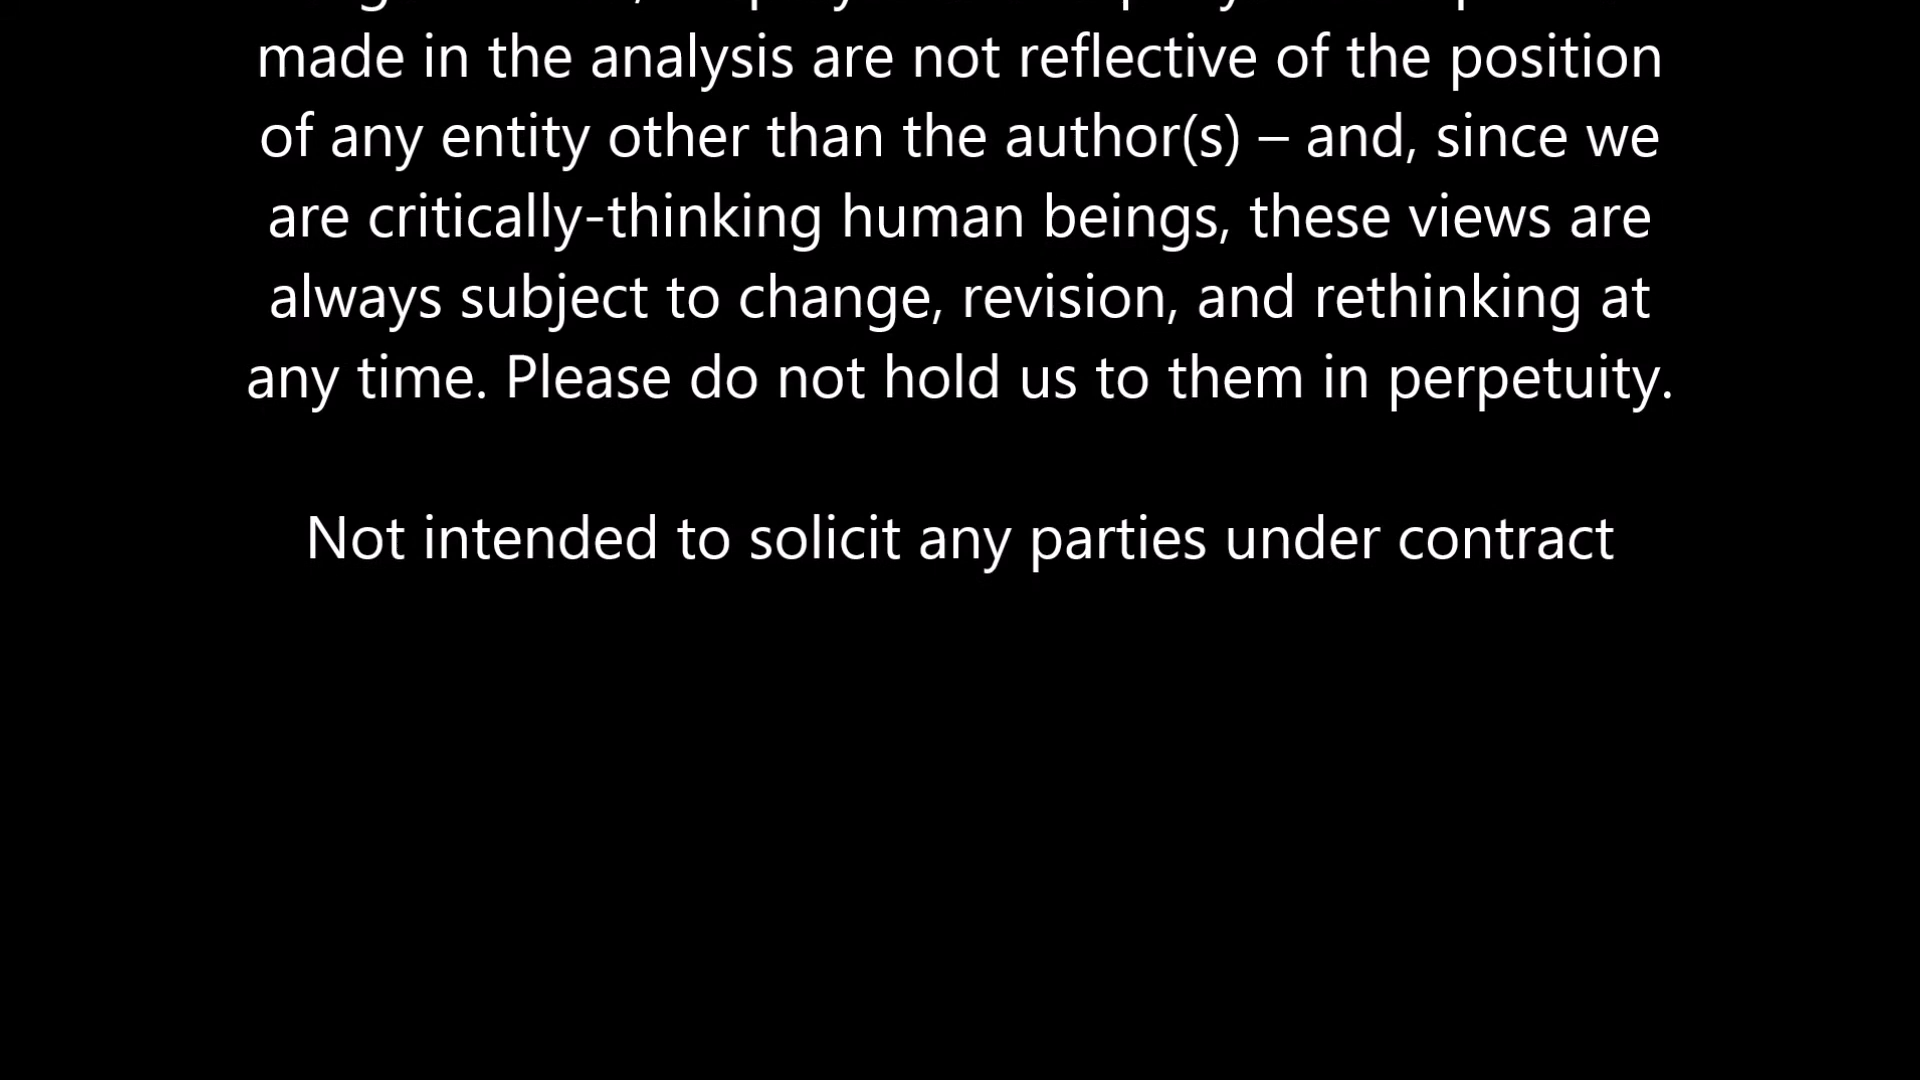 made in the analysis are not reflective of the position
of any entity other than the author(s) – and, since we
are critically-thinking human beings, these views are
always subject to change, revision, and rethinking at
any time. Please do not hold us to them in perpetuity.
Not intended to solicit any parties under contract